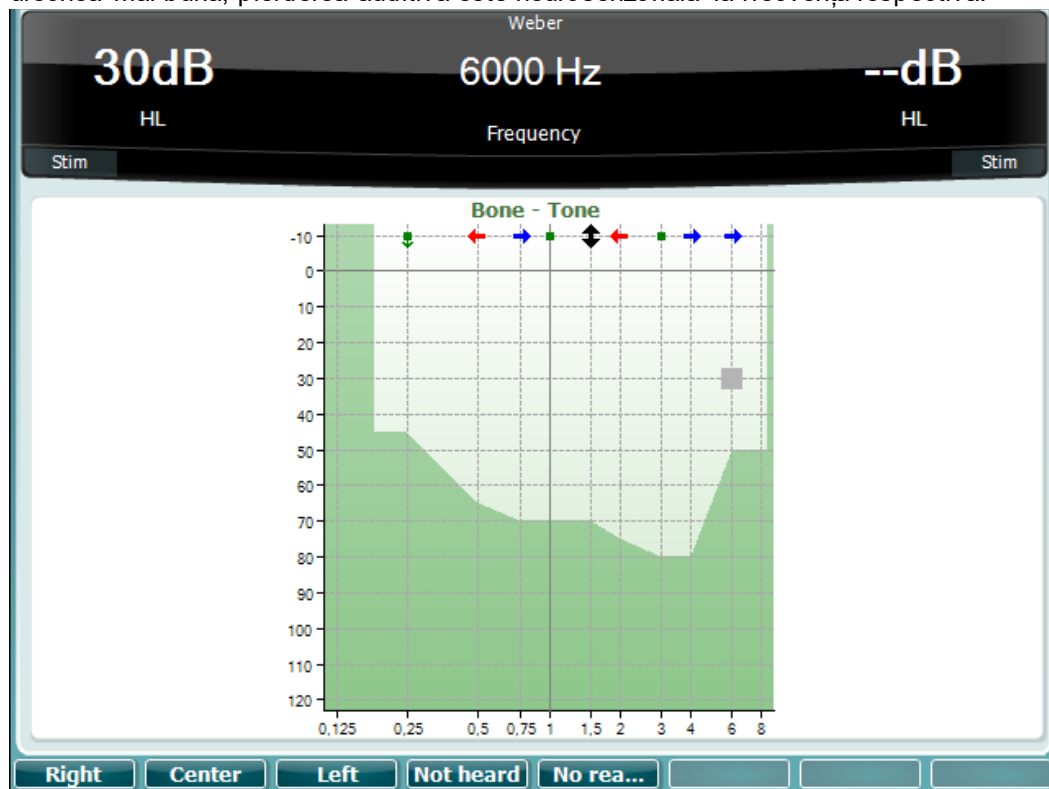 Weber
30dB 6000 Hz --dB
HL Frequency HL
Stim Stim
Bone - Tone
-10
0
10
20
30
40
50
60
70
80
90
100
110
120
0,125 0,25 0,5 0,75 1 1,5 2 3 4 6 8
Right Center Left Not heard No rea...